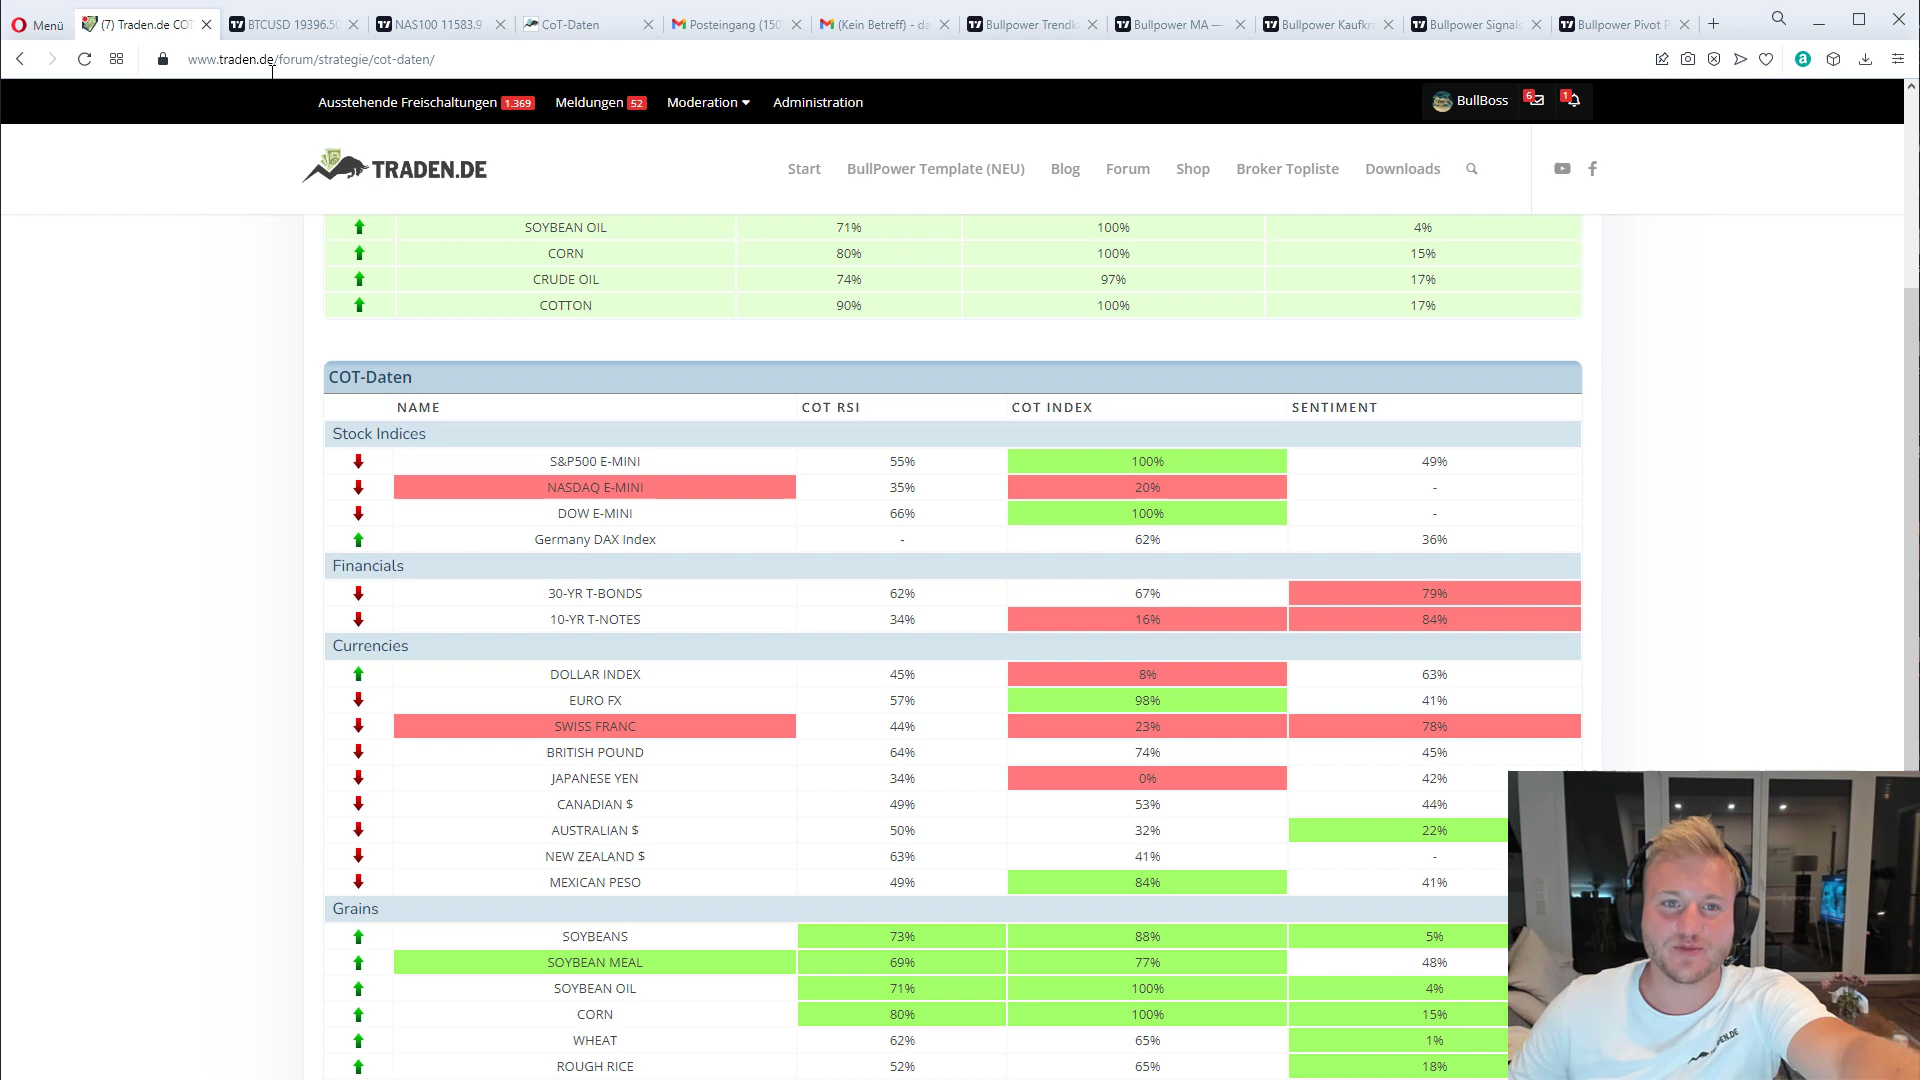 Menü
(7) Traden.de COT
BTCUSD 19396.50
NAS100 11583.9
CoT-Daten
Posteingang (150
(Kein Betreff) - da
Bullpower Trendk
Bullpower MA —
Bullpower Kaufkra
Bullpower Signals
Bullpower Pivot P
www.traden.de/forum/strategie/cot-daten/
Ausstehende Freischaltungen 1.369
Meldungen 52
Moderation
Administration
BullBoss
6
1
TRADEN.DE
Start
BullPower Template (NEU)
Blog
Forum
Shop
Broker Topliste
Downloads
SOYBEAN OIL 71% 100% 4%
CORN 80% 100% 15%
CRUDE OIL 74% 97% 17%
COTTON 90% 100% 17%
COT-Daten
NAME COT RSI COT INDEX SENTIMENT
Stock Indices
S&P500 E-MINI 55% 100% 49%
NASDAQ E-MINI 35% 20% -
DOW E-MINI 66% 100% -
Germany DAX Index - 62% 36%
Financials
30-YR T-BONDS 62% 67% 79%
10-YR T-NOTES 34% 16% 84%
Currencies
DOLLAR INDEX 45% 8% 63%
EURO FX 57% 98% 41%
SWISS FRANC 44% 23% 78%
BRITISH POUND 64% 74% 45%
JAPANESE YEN 34% 0% 42%
CANADIAN $ 49% 53% 44%
AUSTRALIAN $ 50% 32% 22%
NEW ZEALAND $ 63% 41% -
MEXICAN PESO 49% 84% 41%
Grains
SOYBEANS 73% 88% 5%
SOYBEAN MEAL 69% 77% 48%
SOYBEAN OIL 71% 100% 4%
CORN 80% 100% 15%
WHEAT 62% 65% 1%
ROUGH RICE 52% 65% 18%
TRADEN.DE